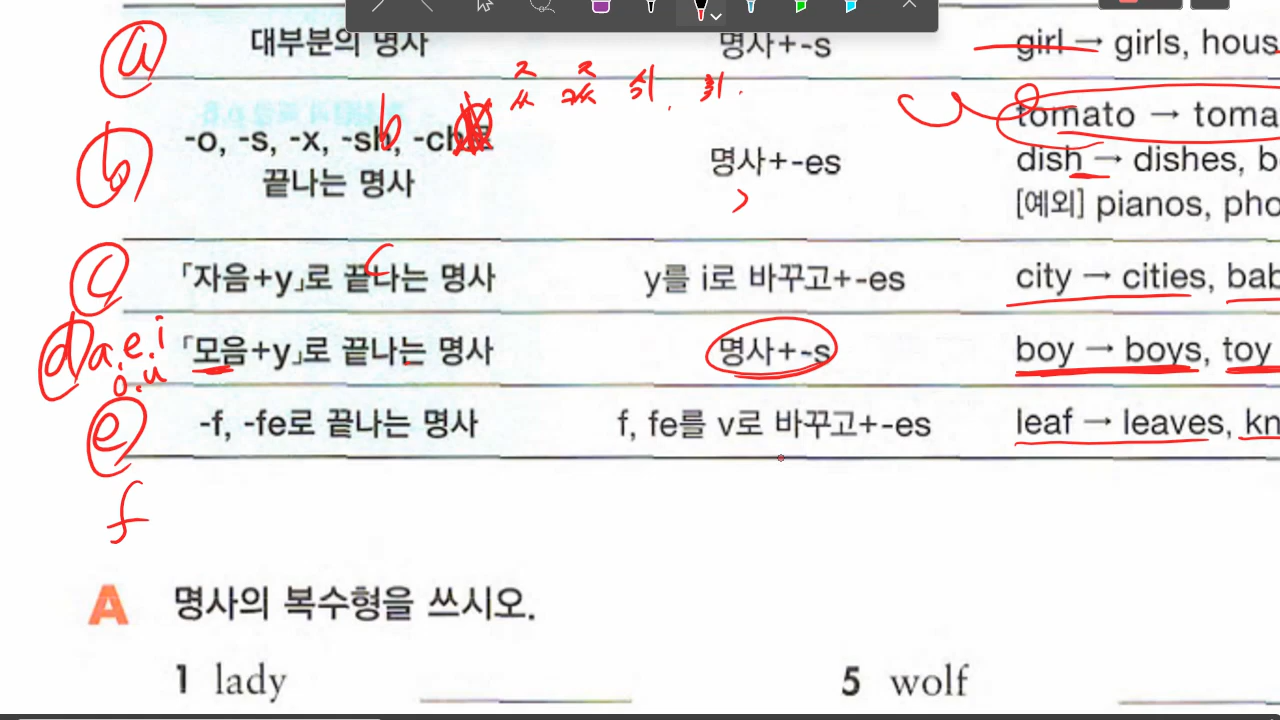 ⓐ 대부분의 명사 명사+-s girl → girls, hous
ⓑ -o, -s, -x, -sh, -ch로 명사+-es tomato → toma
끝나는 명사 dish → dishes, b
[예외] pianos, pho
ⓒ 「자음+y」로 끝나는 명사 y를 i로 바꾸고+-es city → cities, bab
ⓓ a.e.i 「모음+y」로 끝나는 명사 명사+-s boy → boys, toy
o.u
ⓔ -f, -fe로 끝나는 명사 f, fe를 v로 바꾸고+-es leaf → leaves, kn
f
A 명사의 복수형을 쓰시오.
1 lady 5 wolf